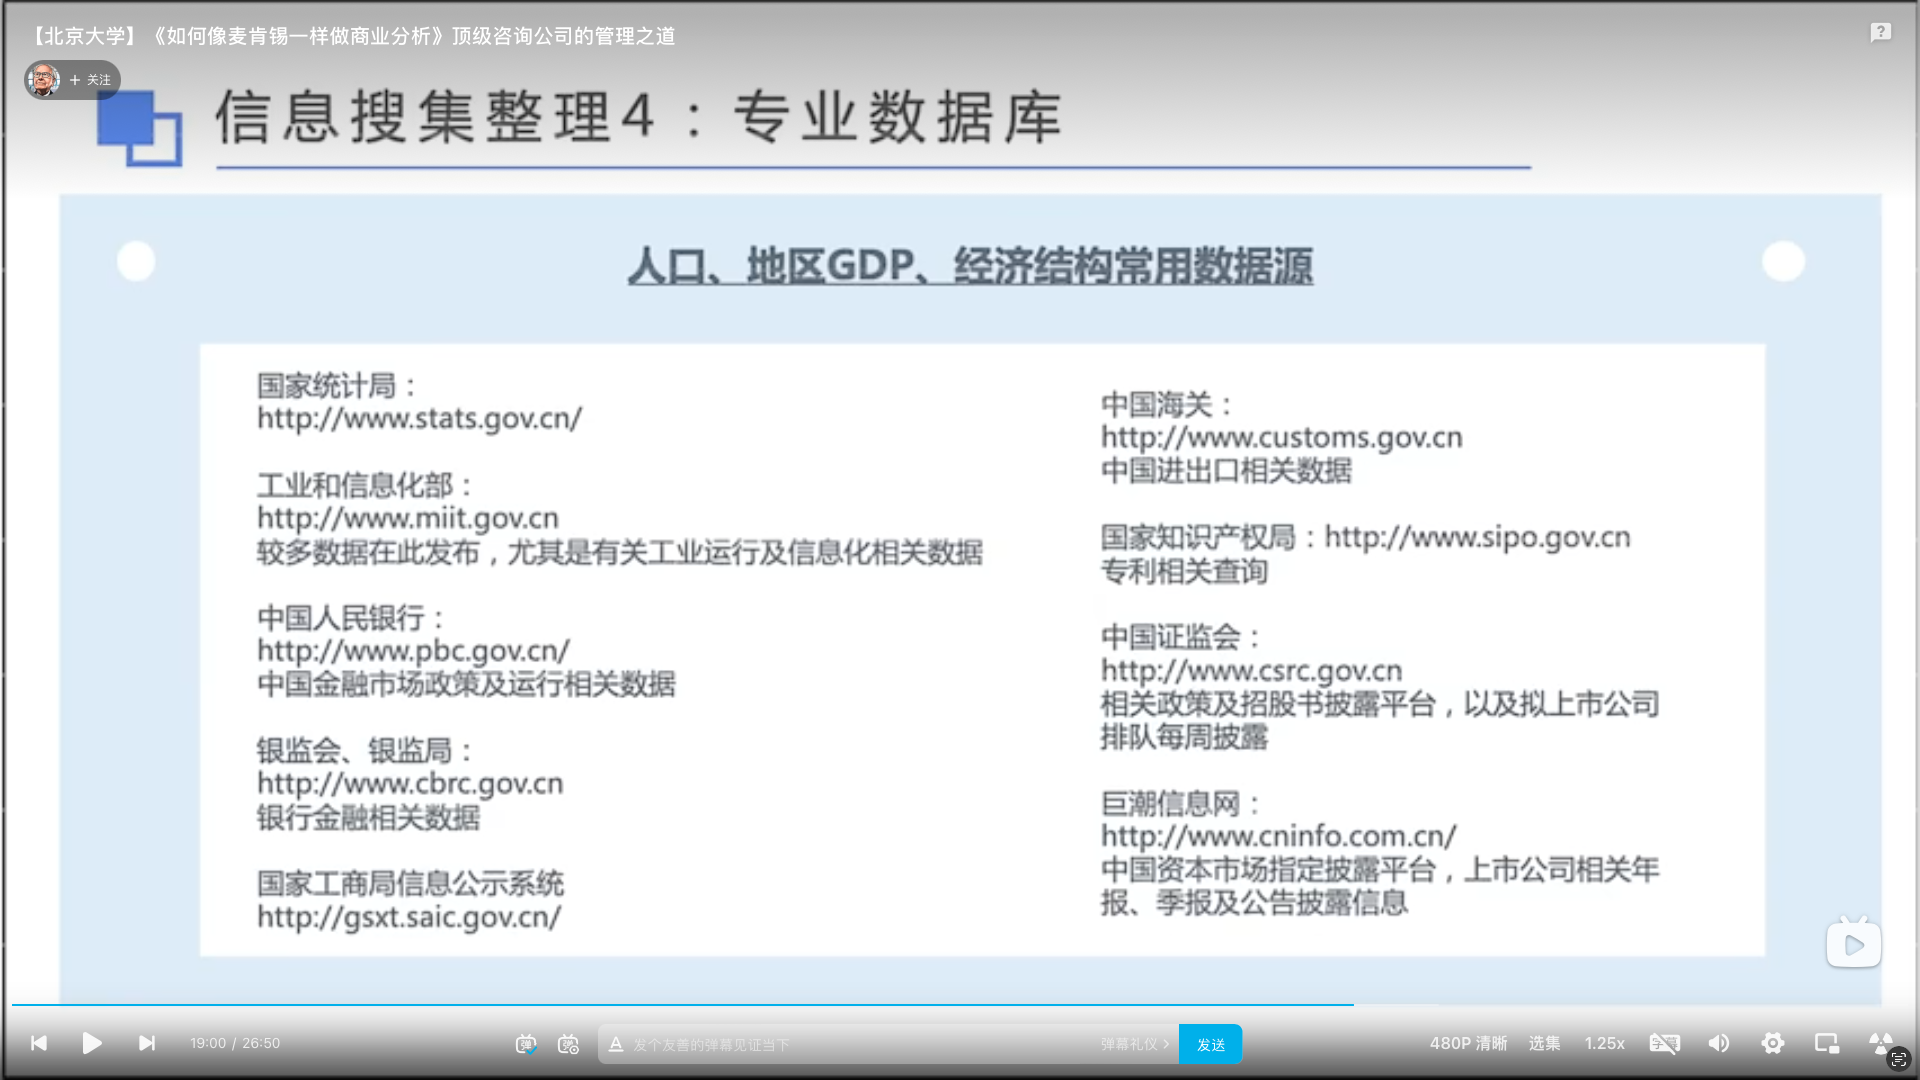 【北京大学】《如何像麦肯锡一样做商业分析》顶级咨询公司的管理之道
+ 关注
信息搜集整理4：专业数据库
人口、地区GDP、经济结构常用数据源
国家统计局：
http://www.stats.gov.cn/
工业和信息化部：
http://www.miit.gov.cn
较多数据在此发布，尤其是有关工业运行及信息化相关数据
中国人民银行：
http://www.pbc.gov.cn/
中国金融市场政策及运行相关数据
银监会、银监局：
http://www.cbrc.gov.cn
银行金融相关数据
国家工商局信息公示系统
http://gsxt.saic.gov.cn/
中国海关：
http://www.customs.gov.cn
中国进出口相关数据
国家知识产权局：http://www.sipo.gov.cn
专利相关查询
中国证监会：
http://www.csrc.gov.cn
相关政策及招股书披露平台，以及拟上市公司
排队每周披露
巨潮信息网：
http://www.cninfo.com.cn/
中国资本市场指定披露平台，上市公司相关年
报、季报及公告披露信息
19:00 / 26:50
弹
弹
A 发个友善的弹幕见证当下
弹幕礼仪 >
发送
480P 清晰
选集
1.25x
字幕